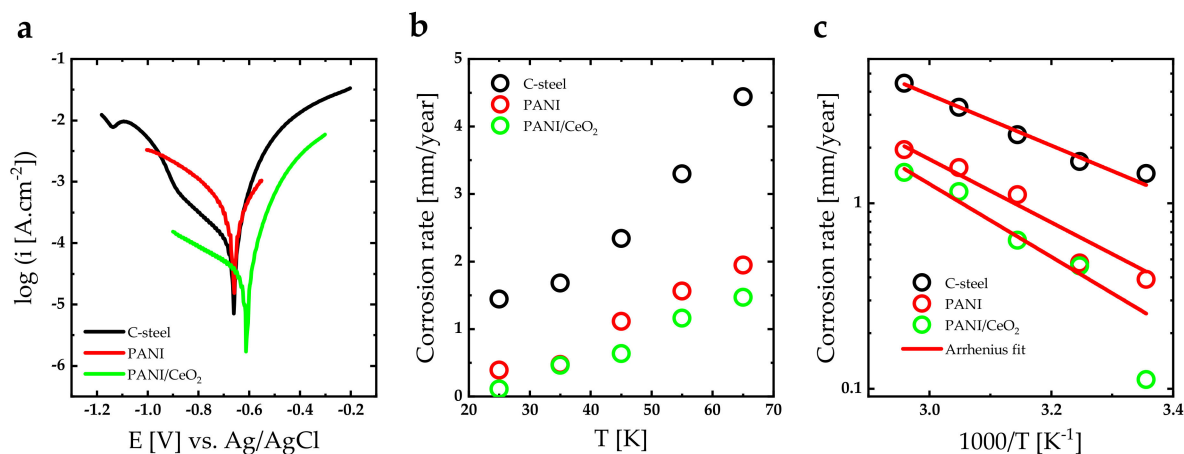 a
-1
-2
-3
-4
-5
-6
log (i [A.cm⁻²])
C-steel
PANI
PANI/CeO₂
-1.2 -1.0 -0.8 -0.6 -0.4 -0.2
E [V] vs. Ag/AgCl
b
5
4
3
2
1
0
Corrosion rate [mm/year]
C-steel
PANI
PANI/CeO₂
20 30 40 50 60 70
T [K]
c
1
0.1
Corrosion rate [mm/year]
C-steel
PANI
PANI/CeO₂
Arrhenius fit
3.0 3.2 3.4
1000/T [K⁻¹]